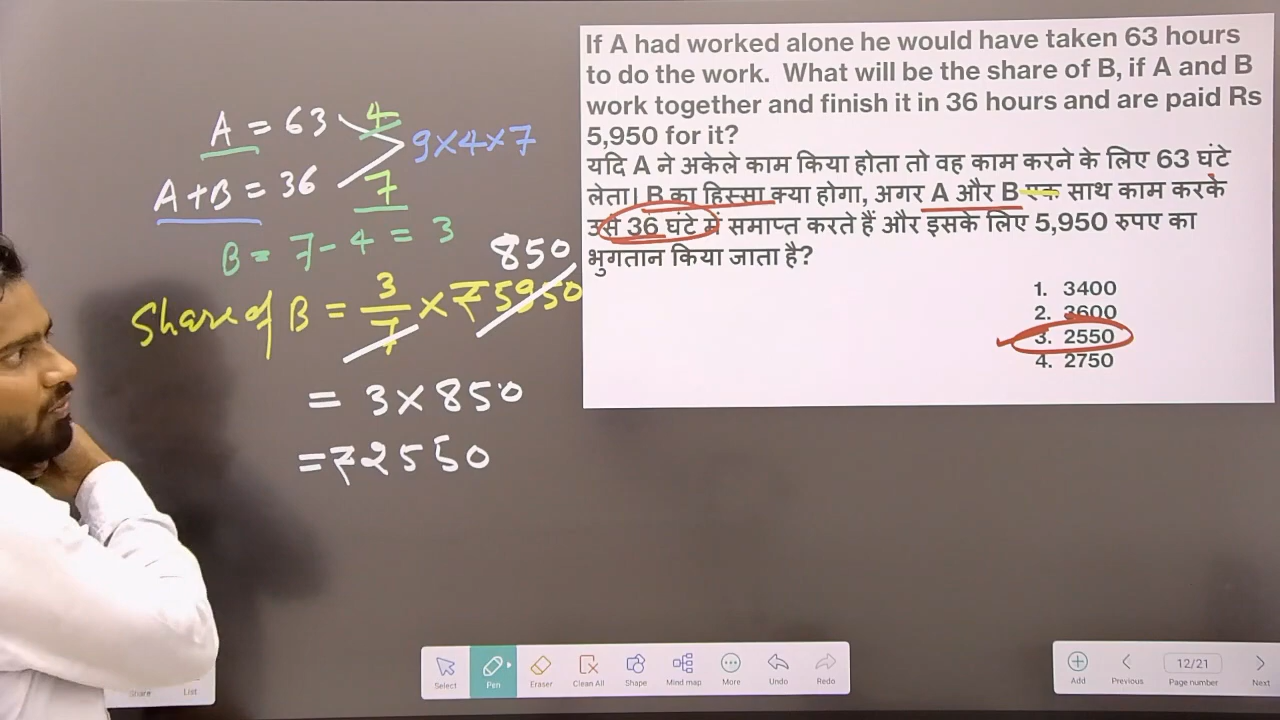 A = 63 4
9×4×7
A+B = 36 7
B = 7-4 = 3
850
Share of B = 3/7 × ₹5950
= 3×850
= ₹2550
If A had worked alone he would have taken 63 hours
to do the work. What will be the share of B, if A and B
work together and finish it in 36 hours and are paid Rs
5,950 for it?
यदि A ने अकेले काम किया होता तो वह काम करने के लिए 63 घंटे
लेता। B का हिस्सा क्या होगा, अगर A और B एक साथ काम करके
उसे 36 घंटे में समाप्त करते हैं और इसके लिए 5,950 रुपए का
भुगतान किया जाता है?
1. 3400
2. 3600
3. 2550
4. 2750
Share List
Select Pen Eraser Clean All Shape Mind map More Undo Redo
Add Previous 12/21 Page number Next